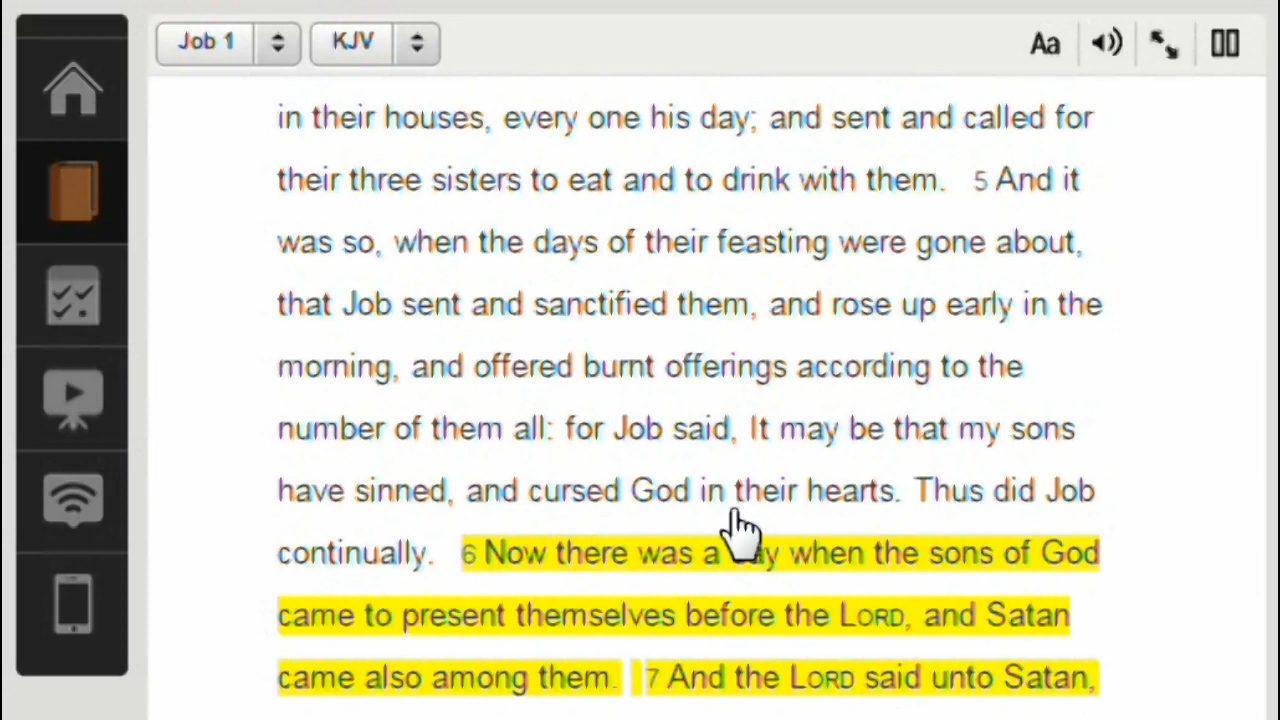 Job 1
KJV
Aa
in their houses, every one his day; and sent and called for
their three sisters to eat and to drink with them. 5 And it
was so, when the days of their feasting were gone about,
that Job sent and sanctified them, and rose up early in the
morning, and offered burnt offerings according to the
number of them all: for Job said, It may be that my sons
have sinned, and cursed God in their hearts. Thus did Job
continually. 6 Now there was a day when the sons of God
came to present themselves before the LORD, and Satan
came also among them. 7 And the LORD said unto Satan,